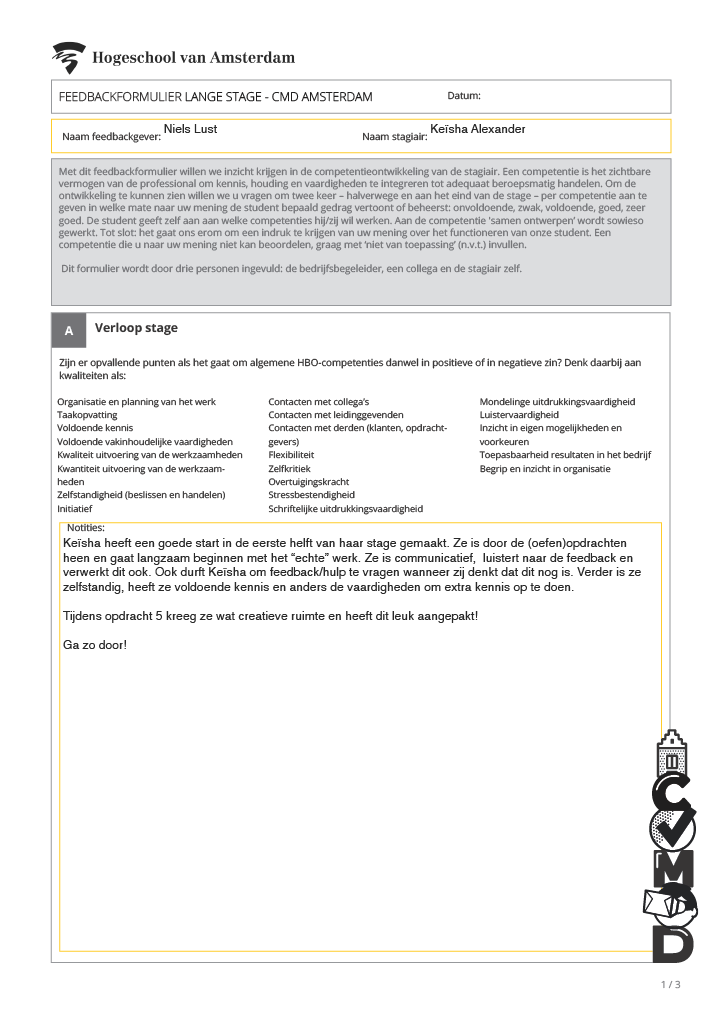 Hogeschool van Amsterdam
FEEDBACKFORMULIER LANGE STAGE - CMD AMSTERDAM
Datum:
Naam feedbackgever: Niels Lust
Naam stagiair: Keïsha Alexander
Met dit feedbackformulier willen we inzicht krijgen in de competentieontwikkeling van de stagiair. Een competentie is het zichtbare
vermogen van de professional om kennis, houding en vaardigheden te integreren tot adequaat beroepsmatig handelen. Om de
ontwikkeling te kunnen zien willen we u vragen om twee keer – halverwege en aan het eind van de stage – per competentie aan te
geven in welke mate naar uw mening de student bepaald gedrag vertoont of beheerst: onvoldoende, zwak, voldoende, goed, zeer
goed. De student geeft zelf aan aan welke competenties hij/zij wil werken. Aan de competentie 'samen ontwerpen' wordt sowieso
gewerkt. Tot slot: het gaat ons erom om een indruk te krijgen van uw mening over het functioneren van onze student. Een
competentie die u naar uw mening niet kan beoordelen, graag met 'niet van toepassing' (n.v.t.) invullen.
Dit formulier wordt door drie personen ingevuld: de bedrijfsbegeleider, een collega en de stagiair zelf.
A
Verloop stage
Zijn er opvallende punten als het gaat om algemene HBO-competenties danwel in positieve of in negatieve zin? Denk daarbij aan
kwaliteiten als:
Organisatie en planning van het werk
Taakopvatting
Voldoende kennis
Voldoende vakinhoudelijke vaardigheden
Kwaliteit uitvoering van de werkzaamheden
Kwantiteit uitvoering van de werkzaam-
heden
Zelfstandigheid (beslissen en handelen)
Initiatief
Contacten met collega's
Contacten met leidinggevenden
Contacten met derden (klanten, opdracht-
gevers)
Flexibiliteit
Zelfkritiek
Overtuigingskracht
Stressbestendigheid
Schriftelijke uitdrukkingsvaardigheid
Mondelinge uitdrukkingsvaardigheid
Luistervaardigheid
Inzicht in eigen mogelijkheden en
voorkeuren
Toepasbaarheid resultaten in het bedrijf
Begrip en inzicht in organisatie
Notities:
Keïsha heeft een goede start in de eerste helft van haar stage gemaakt. Ze is door de (oefen)opdrachten
heen en gaat langzaam beginnen met het “echte” werk. Ze is communicatief, luistert naar de feedback en
verwerkt dit ook. Ook durft Keïsha om feedback/hulp te vragen wanneer zij denkt dat dit nog is. Verder is ze
zelfstandig, heeft ze voldoende kennis en anders de vaardigheden om extra kennis op te doen.
Tijdens opdracht 5 kreeg ze wat creatieve ruimte en heeft dit leuk aangepakt!
Ga zo door!
C
M
D
1 / 3